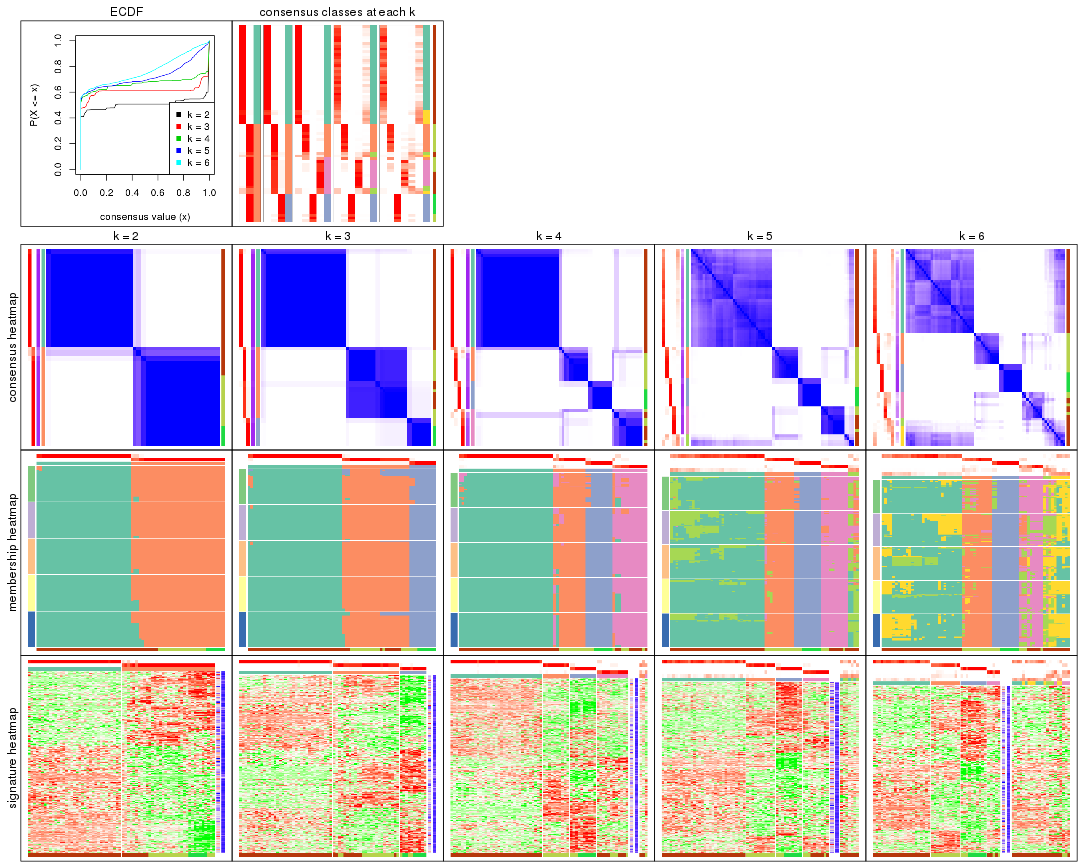 ECDF
consensus classes at each k
P(X <= x)
0.0 0.2 0.4 0.6 0.8 1.0
k = 2
k = 3
k = 4
k = 5
k = 6
0.0 0.2 0.4 0.6 0.8 1.0
consensus value (x)
k = 2
k = 3
k = 4
k = 5
k = 6
consensus heatmap
membership heatmap
signature heatmap